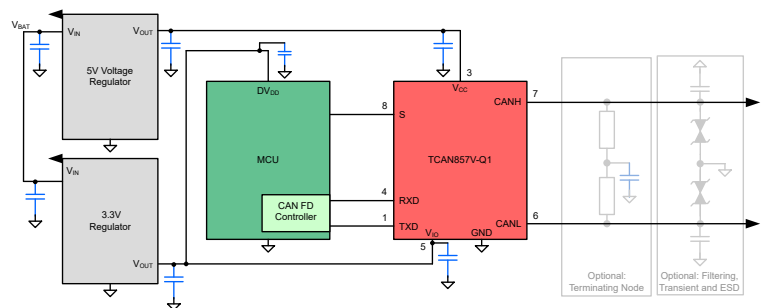 VBAT
VIN
VOUT
5V Voltage
Regulator
3
DVDD
VCC
CANH
7
8
S
MCU
TCAN857V-Q1
VIN
3.3V
Regulator
CAN FD
Controller
4
RXD
1
TXD
CANL
6
VIO
GND
5
VOUT
Optional:
Terminating Node
Optional: Filtering,
Transient and ESD